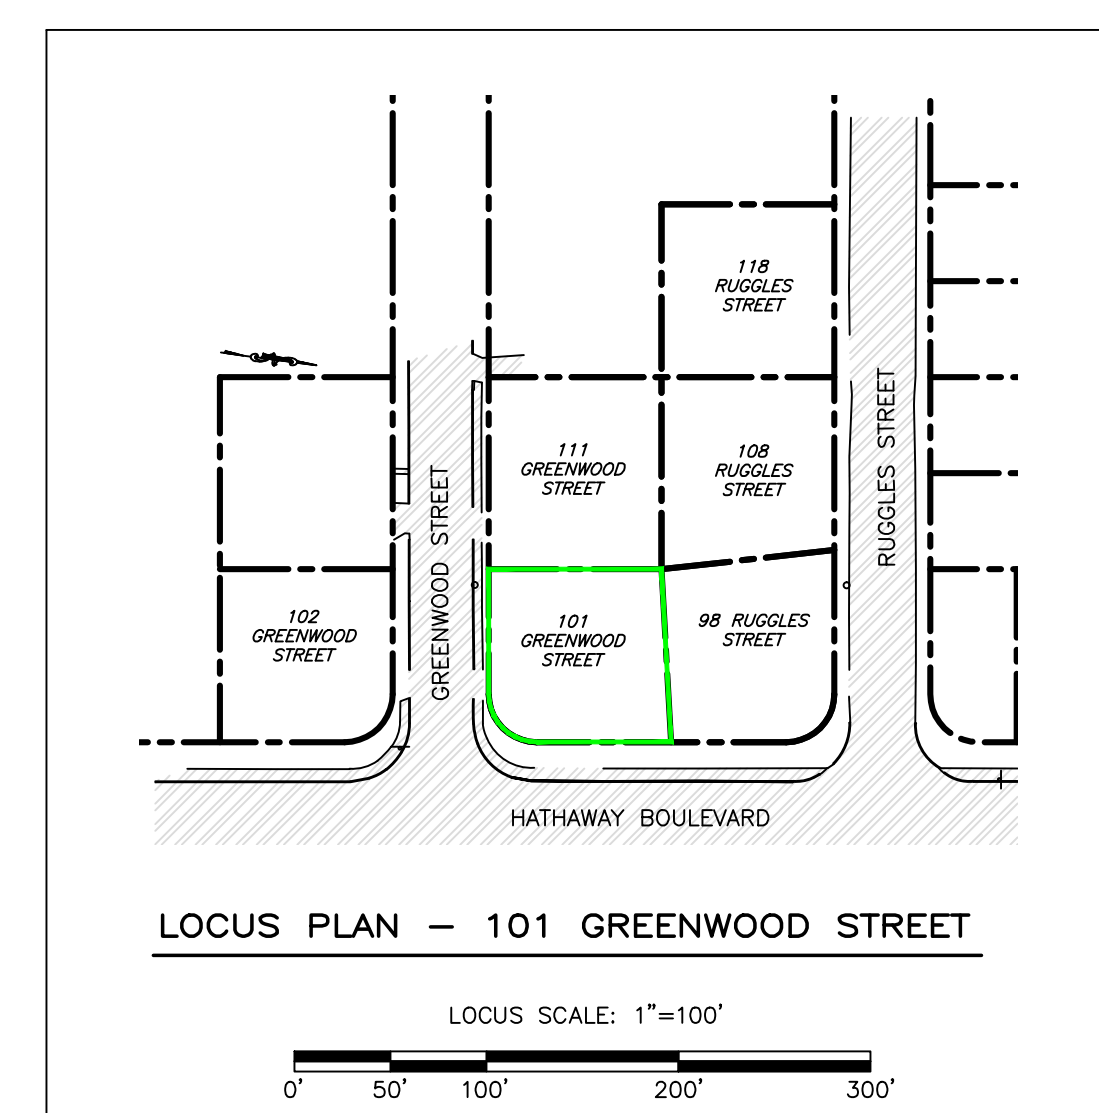 118
RUGGLES
STREET
111
GREENWOOD
STREET
108
RUGGLES
STREET
RUGGLES STREET
GREENWOOD STREET
102
GREENWOOD
STREET
101
GREENWOOD
STREET
98 RUGGLES
STREET
HATHAWAY BOULEVARD
LOCUS PLAN – 101 GREENWOOD STREET
LOCUS SCALE: 1"=100'
0' 50' 100' 200' 300'